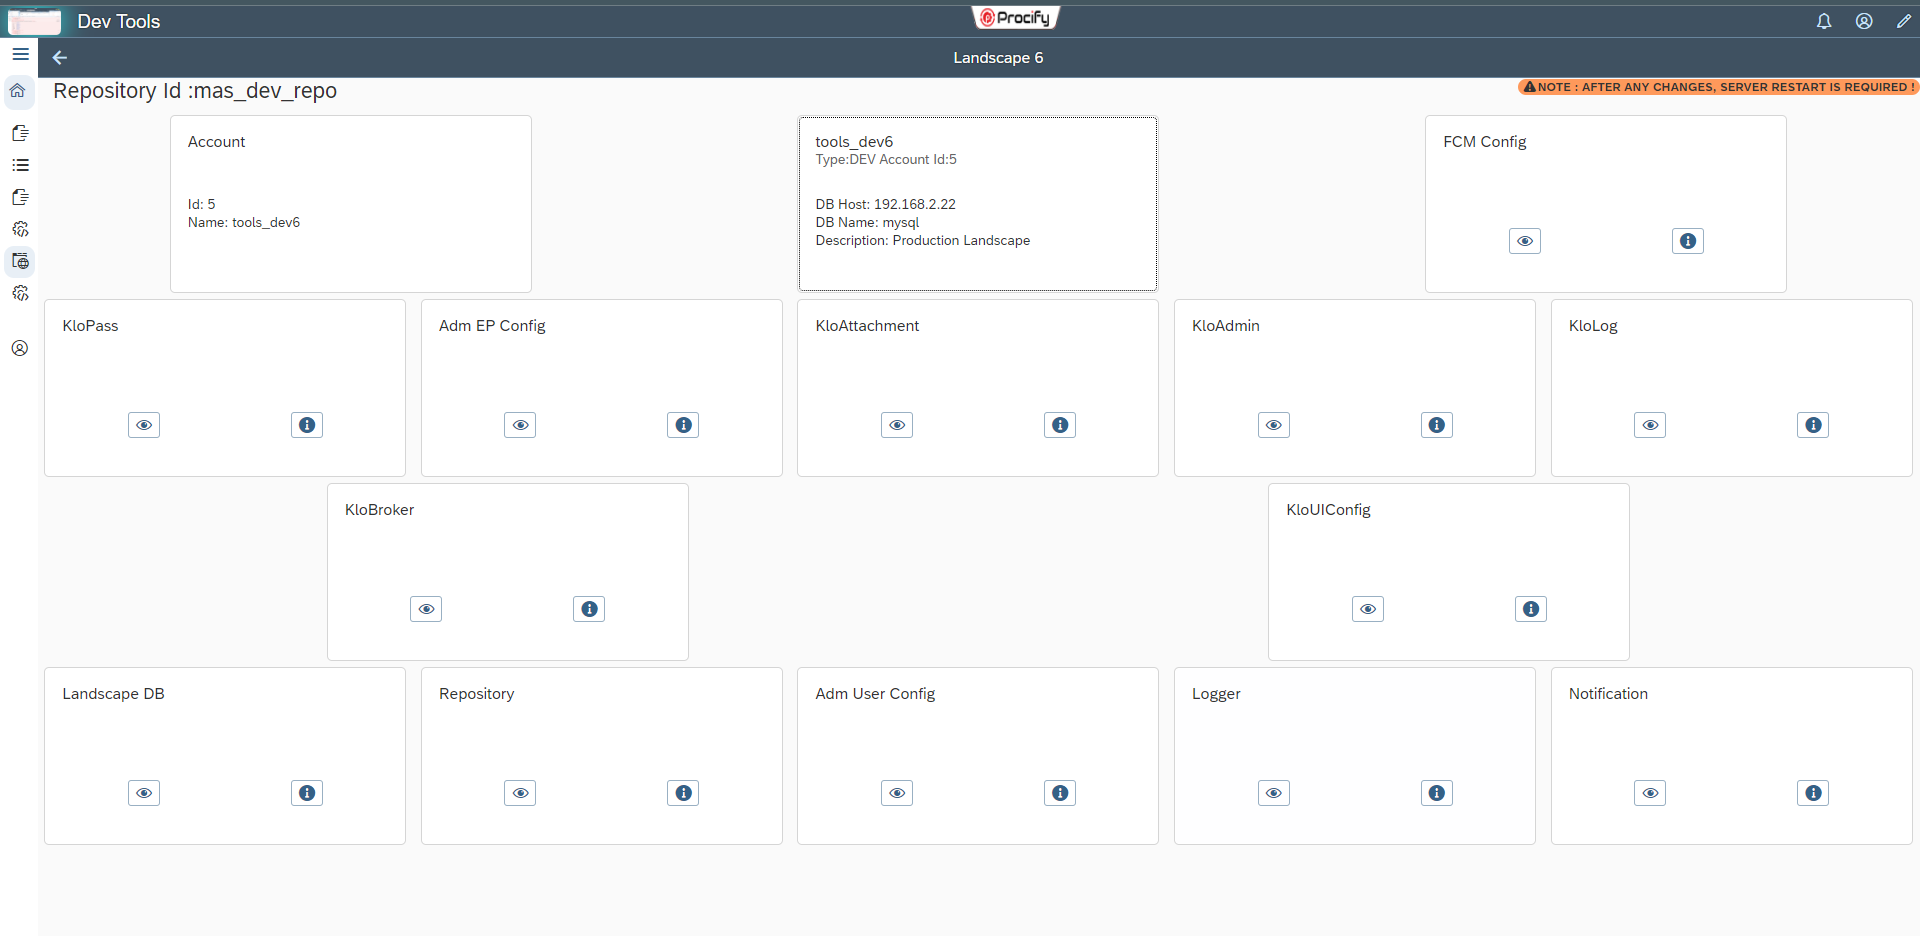 Dev Tools
Procify
Landscape 6
Repository Id :mas_dev_repo
NOTE : AFTER ANY CHANGES, SERVER RESTART IS REQUIRED !
Account
Id: 5
Name: tools_dev6
tools_dev6
Type:DEV Account Id:5
DB Host: 192.168.2.22
DB Name: mysql
Description: Production Landscape
FCM Config
KloPass
Adm EP Config
KloAttachment
KloAdmin
KloLog
KloBroker
KloUIConfig
Landscape DB
Repository
Adm User Config
Logger
Notification